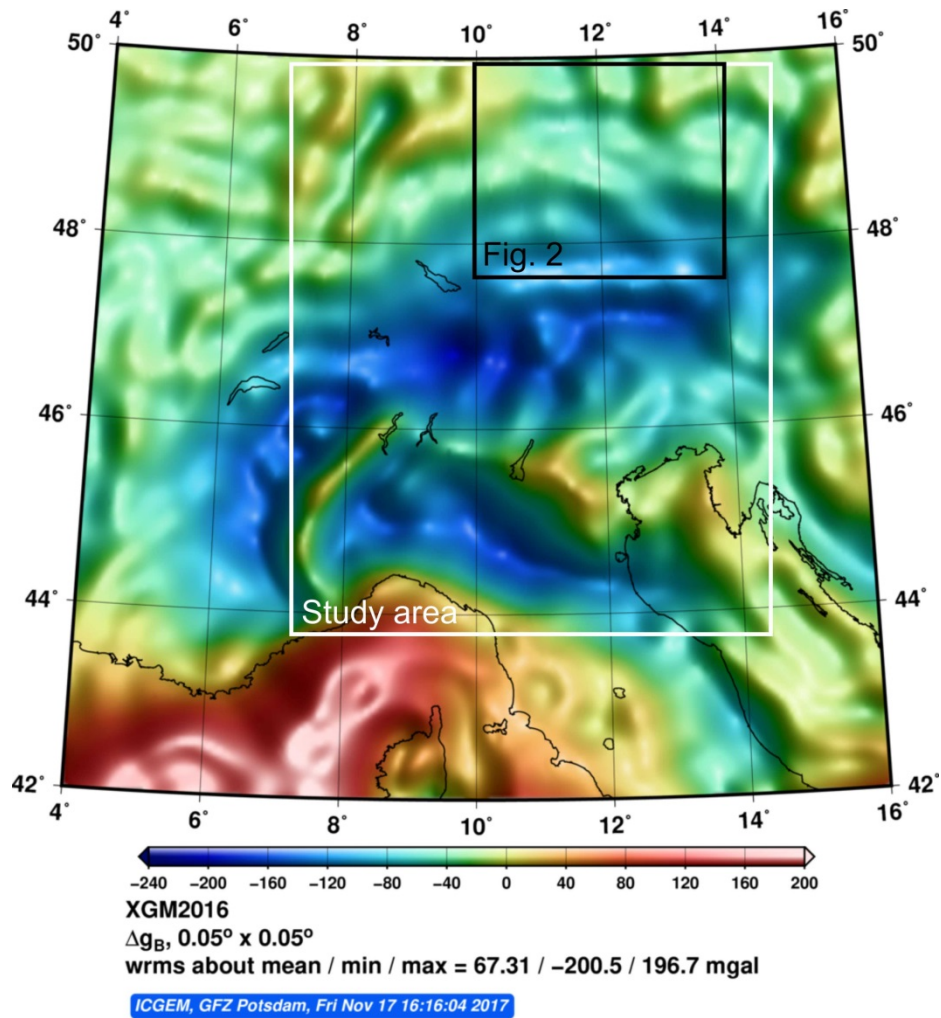 4° 6° 8° 10° 12° 14° 16°
50° 50°
48° 48°
Fig. 2
46° 46°
44° 44°
Study area
42° 42°
4° 6° 8° 10° 12° 14° 16°
−240 −200 −160 −120 −80 −40 0 40 80 120 160 200
XGM2016
Δg_B, 0.05° x 0.05°
wrms about mean / min / max = 67.31 / −200.5 / 196.7 mgal
ICGEM, GFZ Potsdam, Fri Nov 17 16:16:04 2017